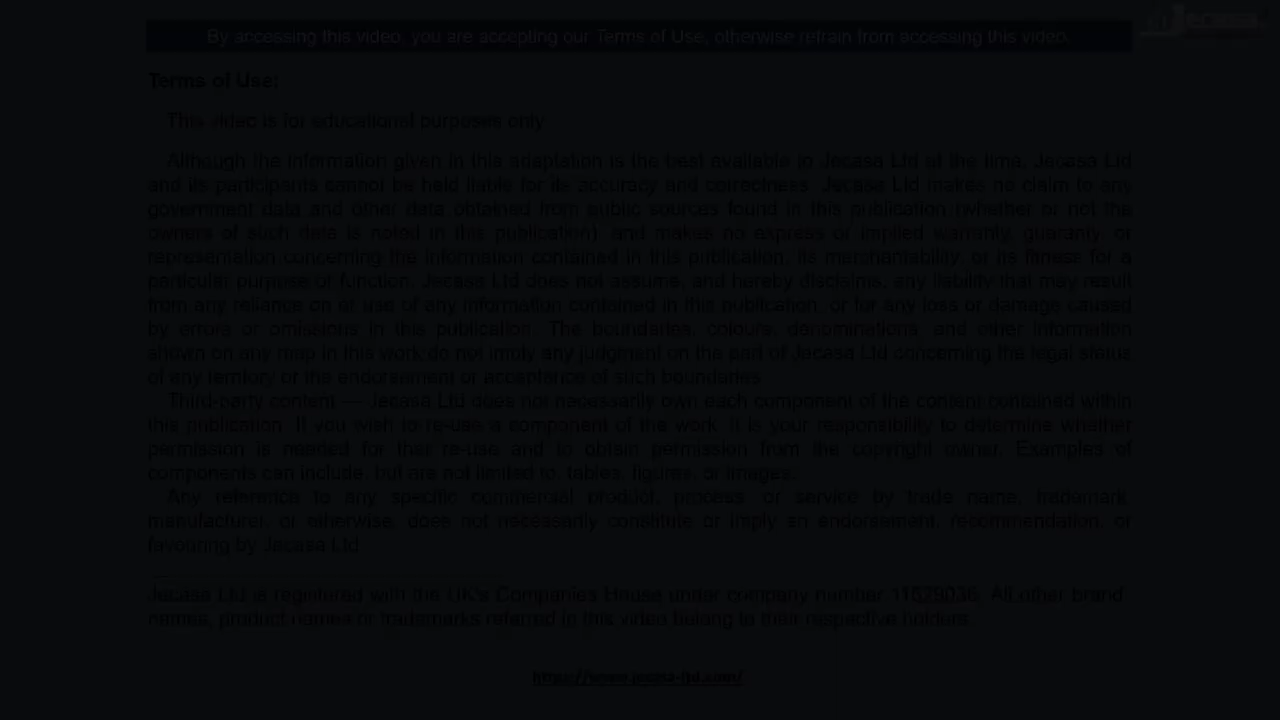 Jecasa
By accessing this video, you are accepting our Terms of Use, otherwise refrain from accessing this video.
Terms of Use:
This video is for educational purposes only.
Although the information given in this adaptation is the best available to Jecasa Ltd at the time, Jecasa Ltd
and its participants cannot be held liable for its accuracy and correctness. Jecasa Ltd makes no claim to any
government data and other data obtained from public sources found in this publication (whether or not the
owners of such data is noted in this publication), and makes no express or implied warranty, guaranty, or
representation concerning the information contained in this publication, its merchantability, or its fitness for a
particular purpose of function. Jecasa Ltd does not assume, and hereby disclaims, any liability that may result
from any reliance on or use of any information contained in this publication, or for any loss or damage caused
by errors or omissions in this publication. The boundaries, colours, denominations, and other information
shown on any map in this work do not imply any judgment on the part of Jecasa Ltd concerning the legal status
of any territory or the endorsement or acceptance of such boundaries.
Third-party content — Jecasa Ltd does not necessarily own each component of the content contained within
this publication. If you wish to re-use a component of the work, it is your responsibility to determine whether
permission is needed for that re-use and to obtain permission from the copyright owner. Examples of
components can include, but are not limited to, tables, figures, or images.
Any reference to any specific commercial product, process, or service by trade name, trademark,
manufacturer, or otherwise, does not necessarily constitute or imply an endorsement, recommendation, or
favouring by Jecasa Ltd.
Jecasa Ltd is registered with the UK's Companies House under company number 11529036. All other brand
names, product names or trademarks referred in this video belong to their respective holders.
https://www.jecasa-ltd.com/